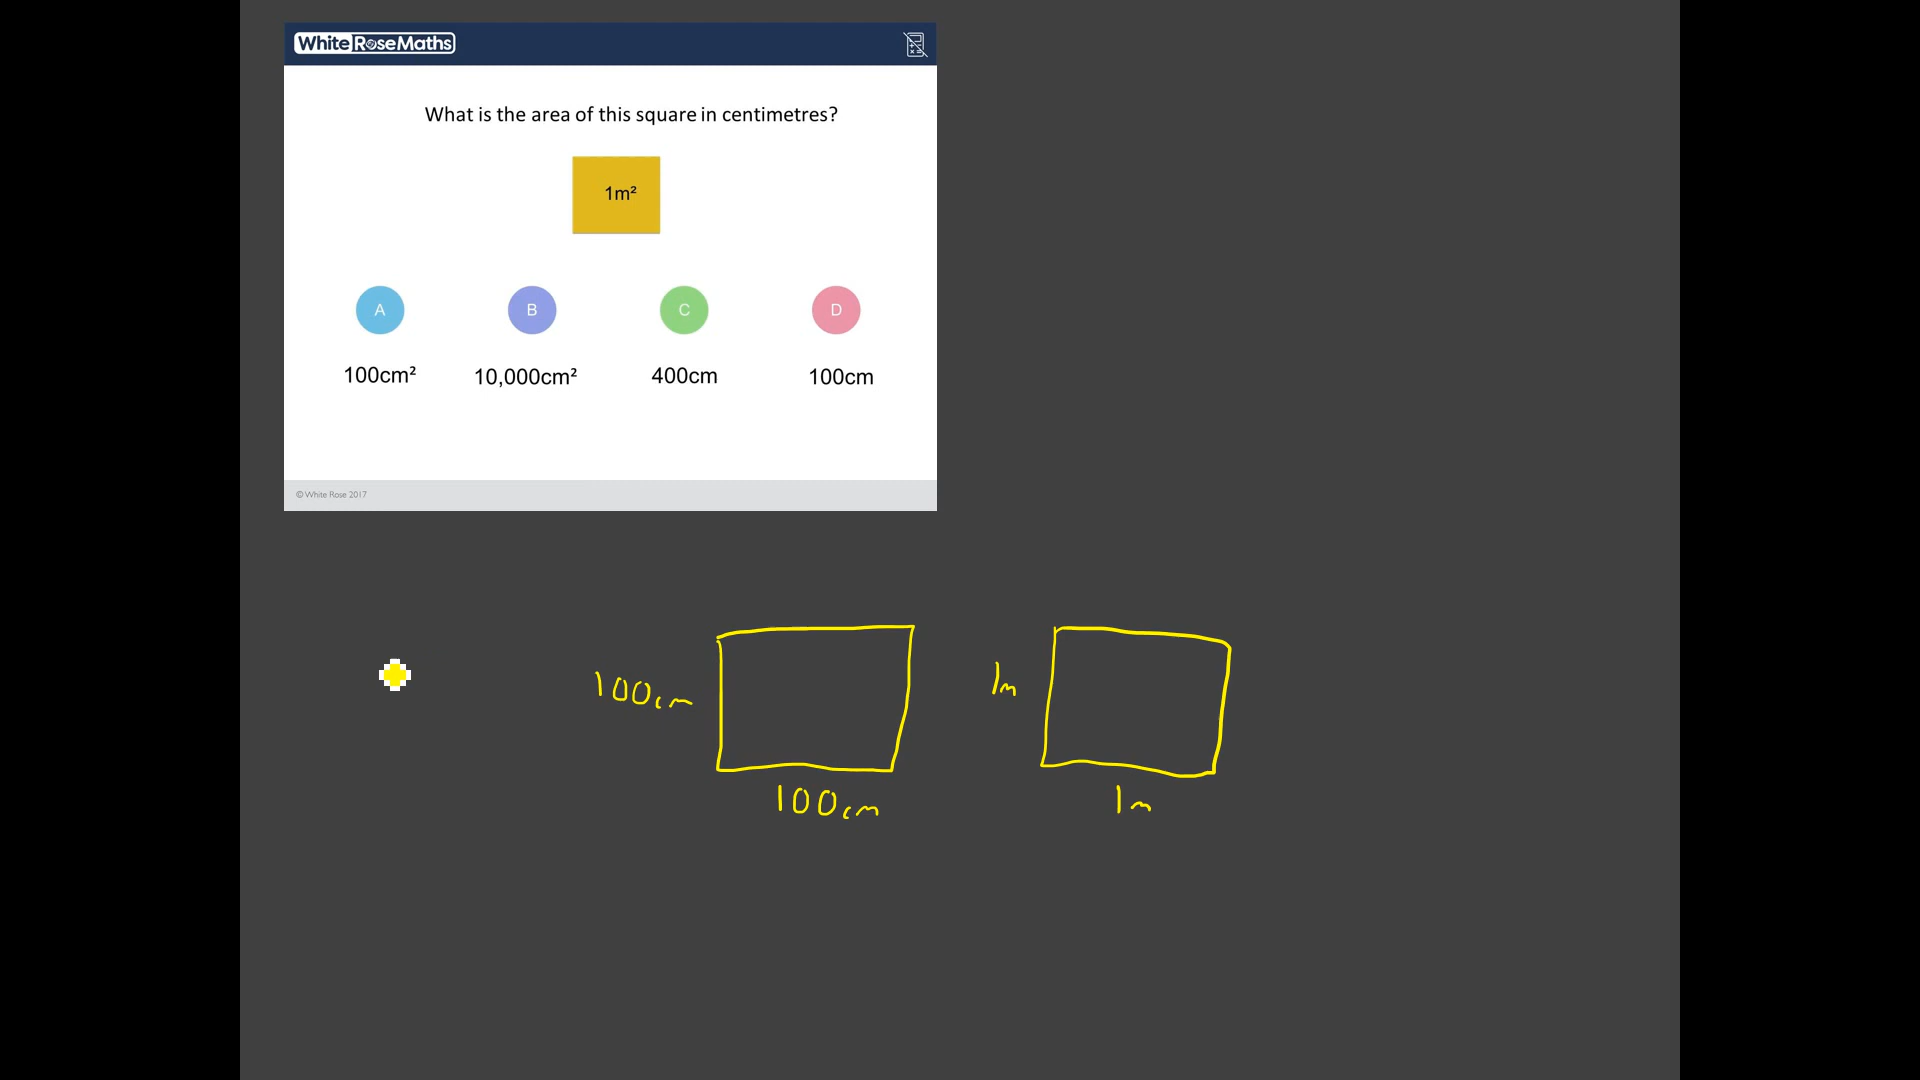 WhiteRoseMaths
What is the area of this square in centimetres?
1m²
A B C D
100cm² 10,000cm² 400cm 100cm
© White Rose 2017
100cm 1m
100cm 1m